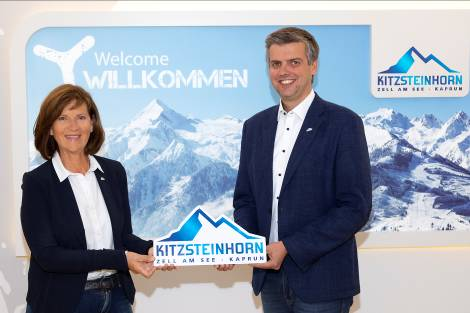 Welcome
WILLKOMMEN
KITZSTEINHORN
ZELL AM SEE · KAPRUN
KITZSTEINHORN
ZELL AM SEE · KAPRUN